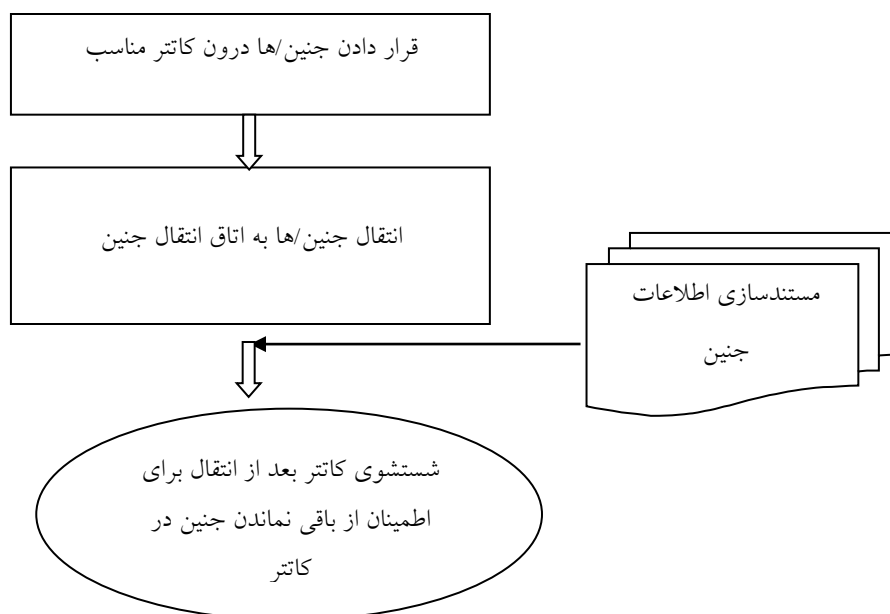 قرار دادن جنین/ها درون کاتتر مناسب
انتقال جنین/ها به اتاق انتقال جنین
مستندسازی اطلاعات
جنین
شستشوی کاتتر بعد از انتقال برای
اطمینان از باقی نماندن جنین در
کاتتر